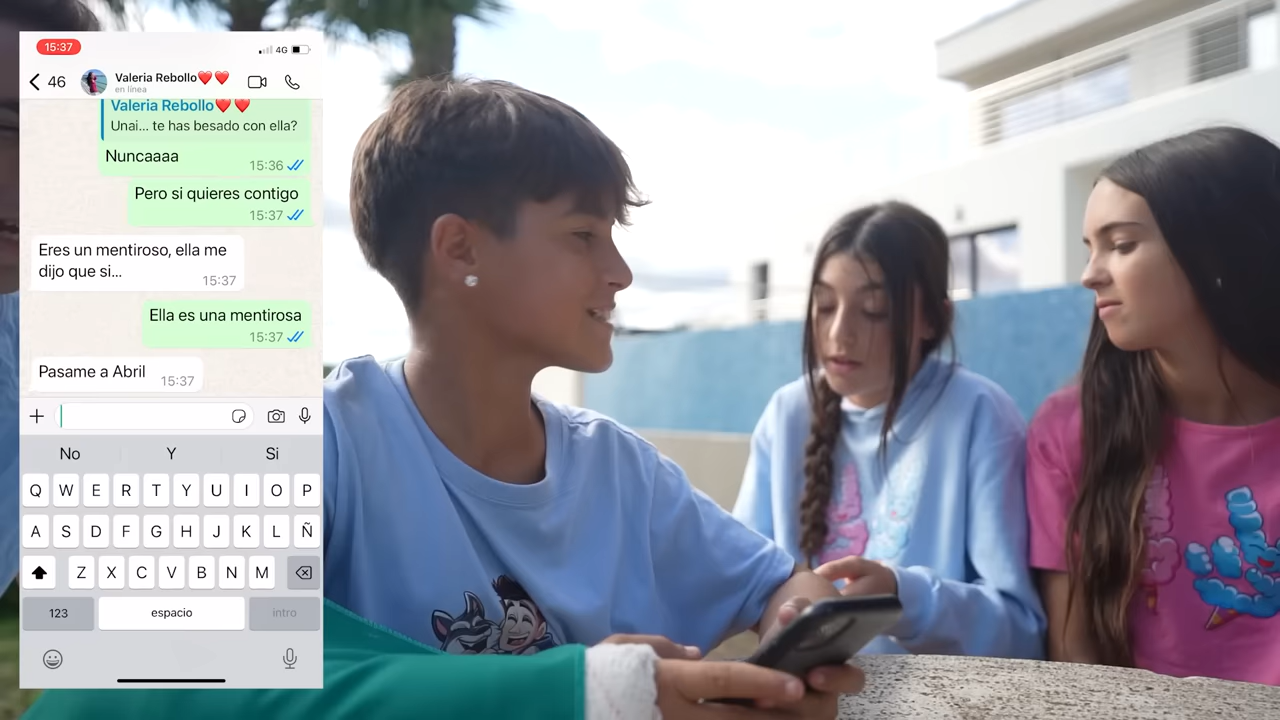 15:37
4G
46
Valeria Rebollo❤️❤️
en línea
Valeria Rebollo❤️❤️
Unai... te has besado con ella?
Nuncaaaa
15:36
Pero si quieres contigo
15:37
Eres un mentiroso, ella me
dijo que si...
15:37
Ella es una mentirosa
15:37
Pasame a Abril
15:37
No Y Si
Q W E R T Y U I O P
A S D F G H J K L Ñ
Z X C V B N M
123 espacio intro